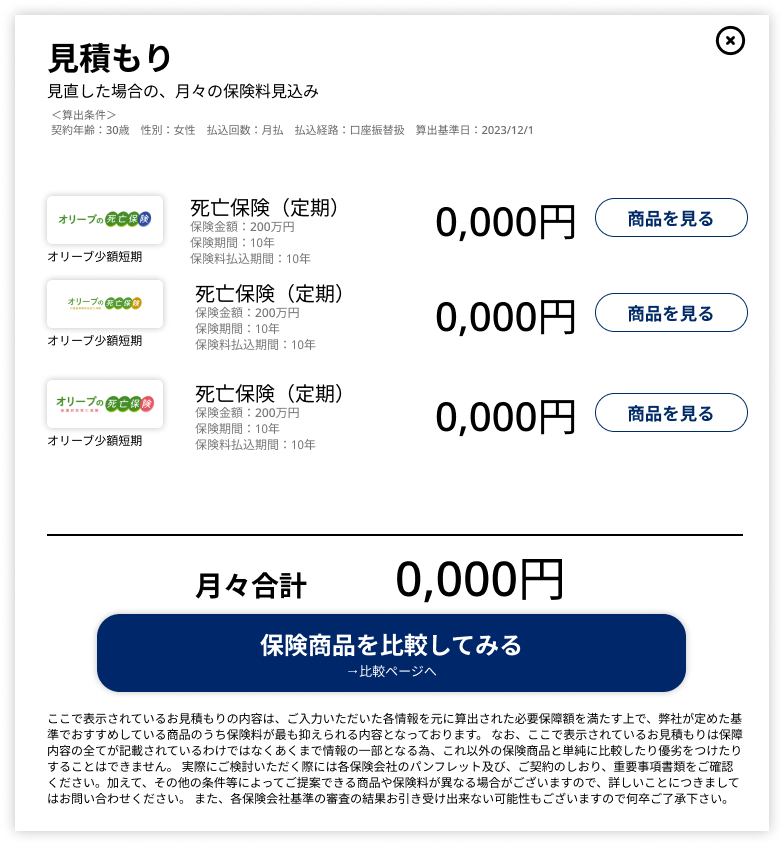 見積もり
見直した場合の、月々の保険料見込み
＜算出条件＞
契約年齢：30歳　性別：女性　払込回数：月払　払込経路：口座振替扱　算出基準日：2023/12/1
オリーブの死亡保険
オリーブ少額短期
死亡保険（定期）
保険金額：200万円
保険期間：10年
保険料払込期間：10年
0,000円
商品を見る
オリーブの死亡保険
オリーブ少額短期
死亡保険（定期）
保険金額：200万円
保険期間：10年
保険料払込期間：10年
0,000円
商品を見る
オリーブの死亡保険
オリーブ少額短期
死亡保険（定期）
保険金額：200万円
保険期間：10年
保険料払込期間：10年
0,000円
商品を見る
月々合計
0,000円
保険商品を比較してみる
→比較ページへ
ここで表示されているお見積もりの内容は、ご入力いただいた各情報を元に算出された必要保障額を満たす上で、弊社が定めた基
準でおすすめしている商品のうち保険料が最も抑えられる内容となっております。 なお、ここで表示されているお見積もりは保障
内容の全てが記載されているわけではなくあくまで情報の一部となる為、これ以外の保険商品と単純に比較したり優劣をつけたり
することはできません。 実際にご検討いただく際には各保険会社のパンフレット及び、ご契約のしおり、重要事項書類をご確認
ください。加えて、その他の条件等によってご提案できる商品や保険料が異なる場合がございますので、詳しいことにつきまして
はお問い合わせください。 また、各保険会社基準の審査の結果お引き受け出来ない可能性もございますので何卒ご了承下さい。